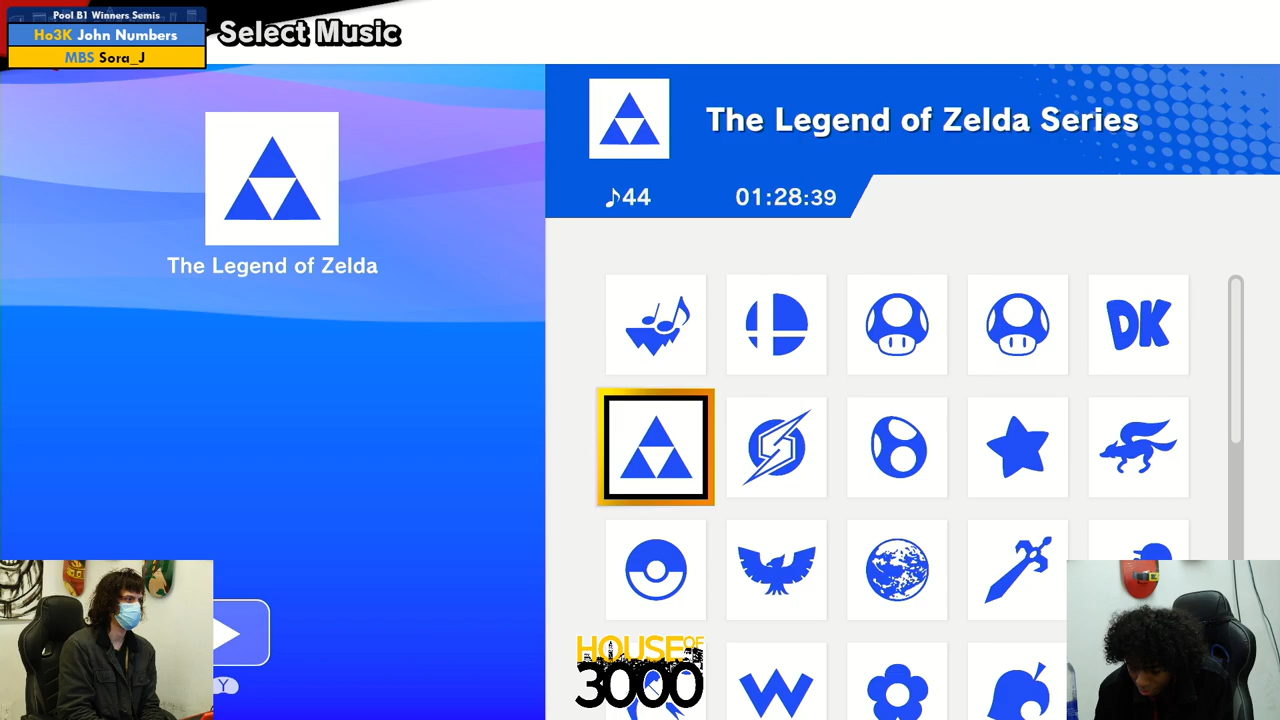 Pool B1 Winners Semis
Ho3K John Numbers
MBS Sora_J
Select Music
The Legend of Zelda Series
♪44 01:28:39
The Legend of Zelda
DK
Y
HOUSE OF
3000